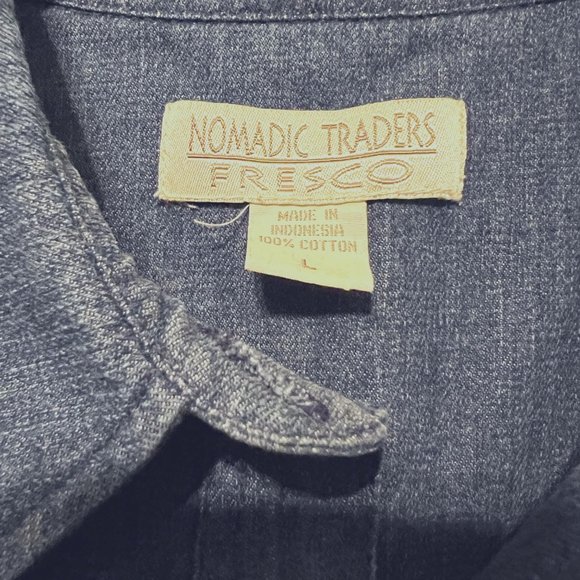 NOMADIC TRADERS
FRESCO
MADE IN
INDONESIA
100% COTTON
L